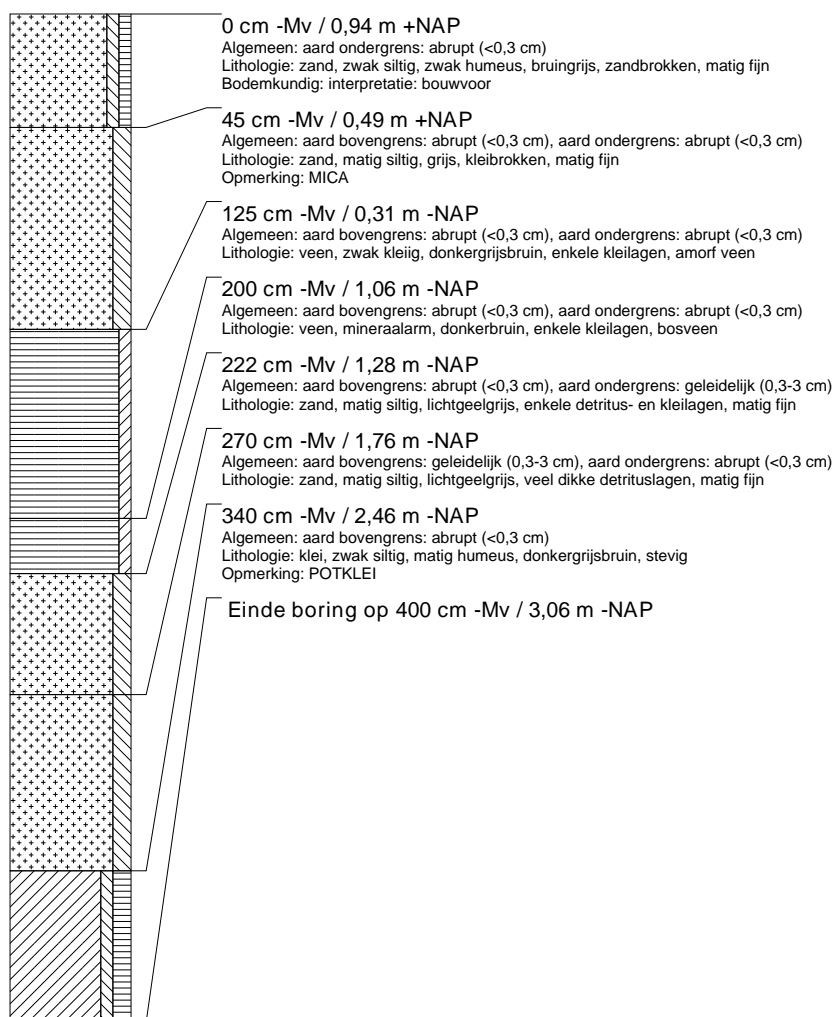 0 cm -Mv / 0,94 m +NAP
Algemeen: aard ondergrens: abrupt (<0,3 cm)
Lithologie: zand, zwak siltig, zwak humeus, bruingrijs, zandbrokken, matig fijn
Bodemkundig: interpretatie: bouwvoor
45 cm -Mv / 0,49 m +NAP
Algemeen: aard bovengrens: abrupt (<0,3 cm), aard ondergrens: abrupt (<0,3 cm)
Lithologie: zand, matig siltig, grijs, kleibrokken, matig fijn
Opmerking: MICA
125 cm -Mv / 0,31 m -NAP
Algemeen: aard bovengrens: abrupt (<0,3 cm), aard ondergrens: abrupt (<0,3 cm)
Lithologie: veen, zwak kleiig, donkergrijsbruin, enkele kleilagen, amorf veen
200 cm -Mv / 1,06 m -NAP
Algemeen: aard bovengrens: abrupt (<0,3 cm), aard ondergrens: abrupt (<0,3 cm)
Lithologie: veen, mineraalarm, donkerbruin, enkele kleilagen, bosveen
222 cm -Mv / 1,28 m -NAP
Algemeen: aard bovengrens: abrupt (<0,3 cm), aard ondergrens: geleidelijk (0,3-3 cm)
Lithologie: zand, matig siltig, lichtgeelgrijs, enkele detritus- en kleilagen, matig fijn
270 cm -Mv / 1,76 m -NAP
Algemeen: aard bovengrens: geleidelijk (0,3-3 cm), aard ondergrens: abrupt (<0,3 cm)
Lithologie: zand, matig siltig, lichtgeelgrijs, veel dikke detrituslagen, matig fijn
340 cm -Mv / 2,46 m -NAP
Algemeen: aard bovengrens: abrupt (<0,3 cm)
Lithologie: klei, zwak siltig, matig humeus, donkergrijsbruin, stevig
Opmerking: POTKLEI
Einde boring op 400 cm -Mv / 3,06 m -NAP